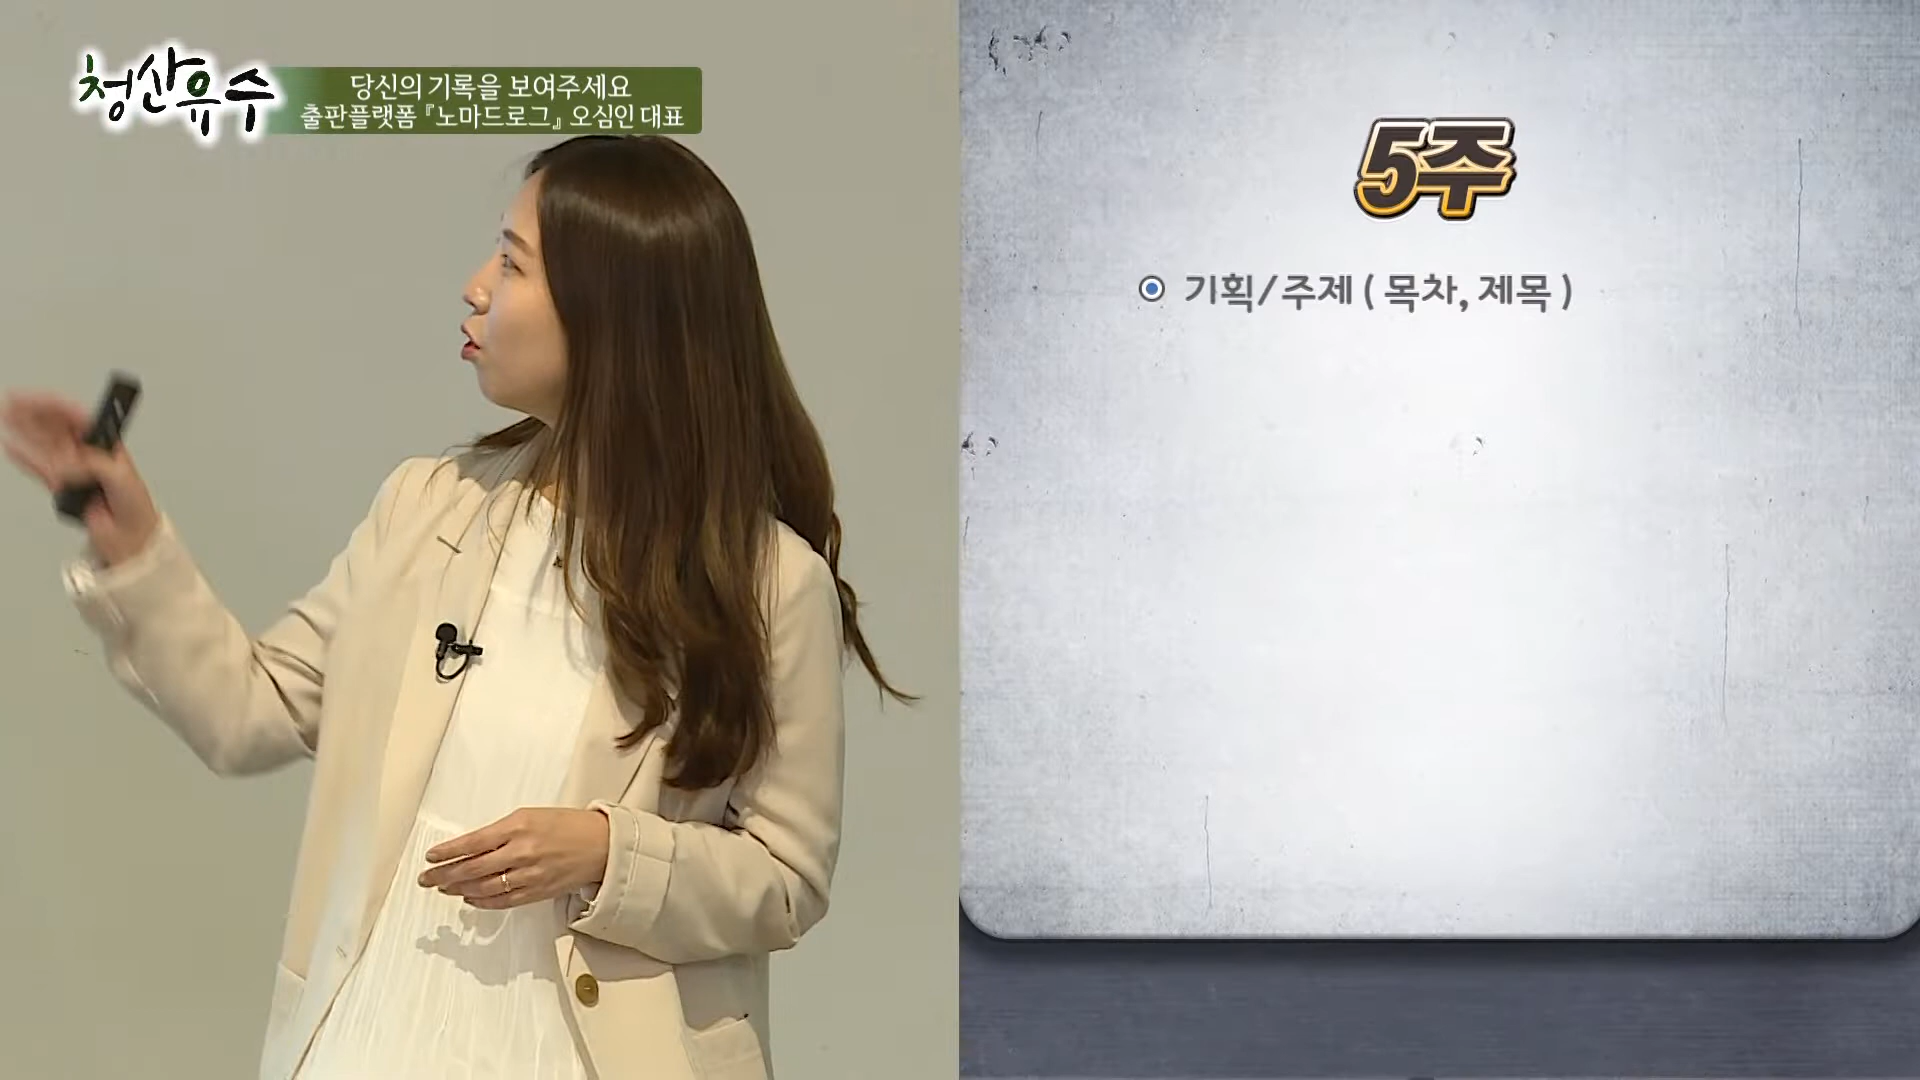 청산유수
당신의 기록을 보여주세요
출판플랫폼 『노마드로그』 오심인 대표
5주
기획/주제 ( 목차, 제목 )